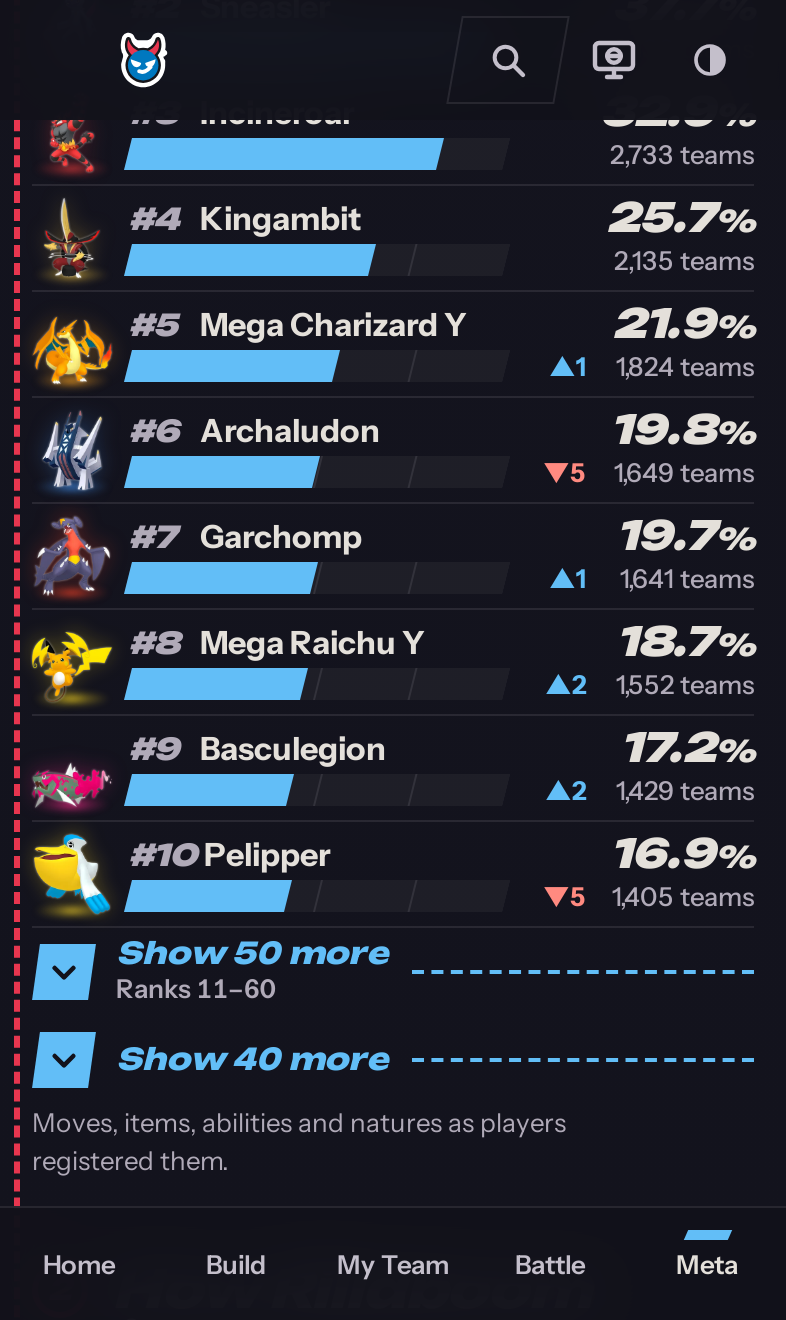 #3 Incineroar
32.9%
2,733 teams
#4 Kingambit
25.7%
2,135 teams
#5 Mega Charizard Y
21.9%
▲1 1,824 teams
#6 Archaludon
19.8%
▼5 1,649 teams
#7 Garchomp
19.7%
▲1 1,641 teams
#8 Mega Raichu Y
18.7%
▲2 1,552 teams
#9 Basculegion
17.2%
▲2 1,429 teams
#10 Pelipper
16.9%
▼5 1,405 teams
Show 50 more
Ranks 11–60
Show 40 more
Moves, items, abilities and natures as players
registered them.
Home Build My Team Battle Meta